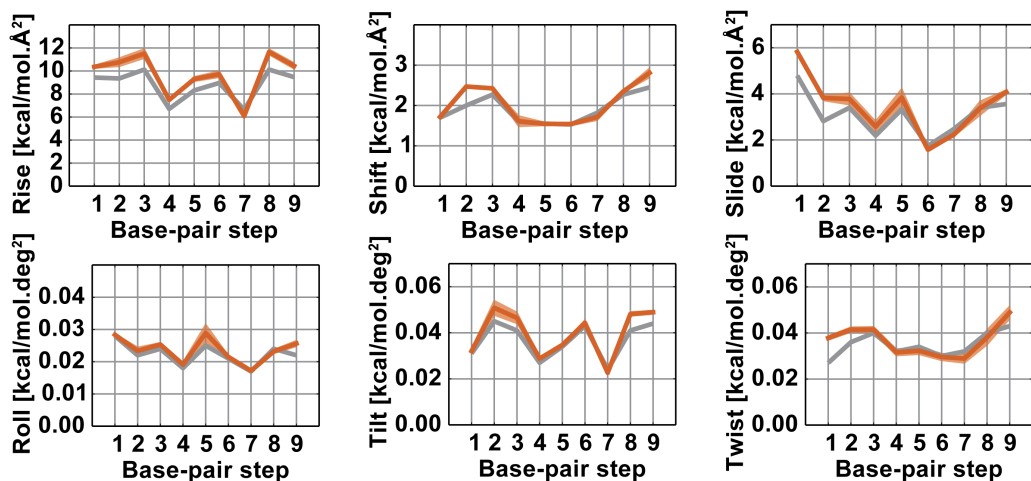 Rise [kcal/mol.Å²]
12
10
8
6
4
2
0
1 2 3 4 5 6 7 8 9
Base-pair step
Shift [kcal/mol.Å²]
3
2
1
0
1 2 3 4 5 6 7 8 9
Base-pair step
Slide [kcal/mol.Å²]
6
4
2
0
1 2 3 4 5 6 7 8 9
Base-pair step
Roll [kcal/mol.deg²]
0.04
0.03
0.02
0.01
0.00
1 2 3 4 5 6 7 8 9
Base-pair step
Tilt [kcal/mol.deg²]
0.06
0.04
0.02
0.00
1 2 3 4 5 6 7 8 9
Base-pair step
Twist [kcal/mol.deg²]
0.06
0.04
0.02
0.00
1 2 3 4 5 6 7 8 9
Base-pair step